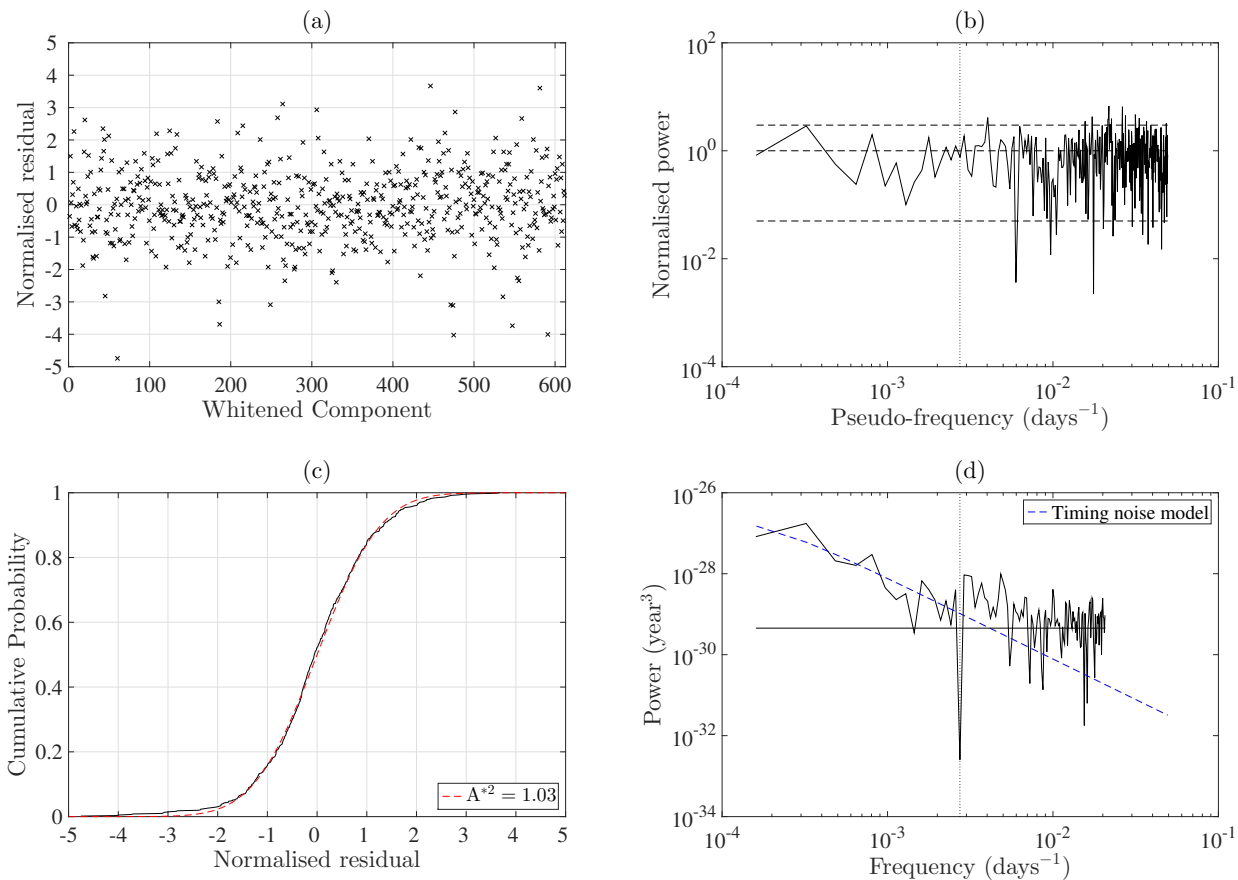 (a)
Normalised residual
5
4
3
2
1
0
-1
-2
-3
-4
-5
0 100 200 300 400 500 600
Whitened Component
(b)
Normalised power
10^2
10^0
10^-2
10^-4
10^-4 10^-3 10^-2 10^-1
Pseudo-frequency (days^-1)
(c)
Cumulative Probability
1
0.8
0.6
0.4
0.2
0
-5 -4 -3 -2 -1 0 1 2 3 4 5
Normalised residual
A*2 = 1.03
(d)
Power (year^3)
10^-26
10^-28
10^-30
10^-32
10^-34
10^-4 10^-3 10^-2 10^-1
Frequency (days^-1)
Timing noise model